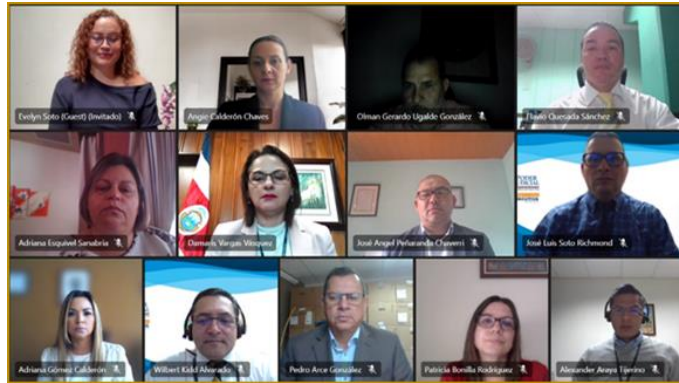 Evelyn Soto (Guest) (Invitado)
Angie Calderón Chaves
Olman Gerardo Ugalde González
Flavio Quesada Sánchez
Adriana Esquivel Sanabria
Damaris Vargas Vásquez
José Angel Peñaranda Chaverri
PODER
JUDICIAL
José Luis Soto Richmond
Adriana Gómez Calderón
Wilbert Kidd Alvarado
Pedro Arce González
Patricia Bonilla Rodríguez
Alexander Araya Tijerino